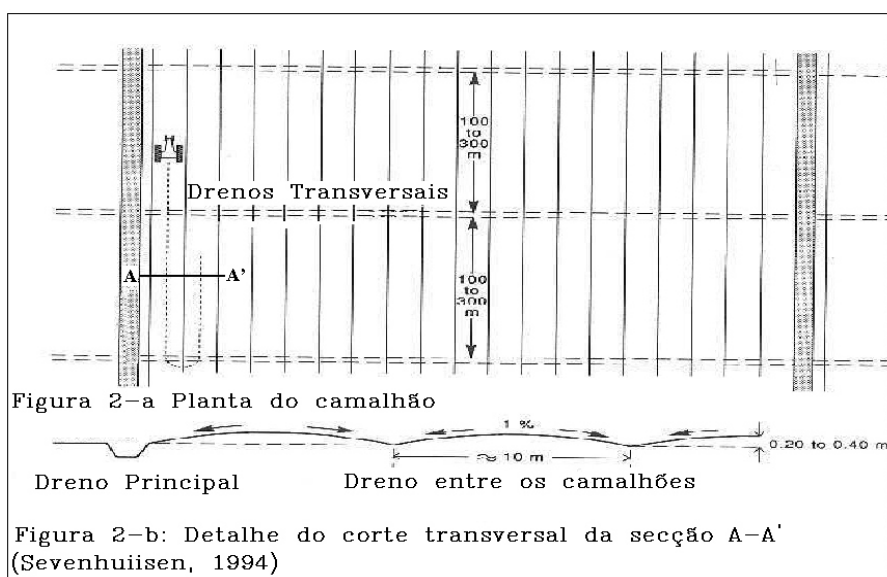 100
to
300
m
Drenos Transversais
A A'
100
to
300
m
Figura 2-a Planta do camalhão
1 %
0.20 to 0.40 m
≈ 10 m
Dreno Principal Dreno entre os camalhões
Figura 2-b: Detalhe do corte transversal da secção A-A'
(Sevenhuiisen, 1994)